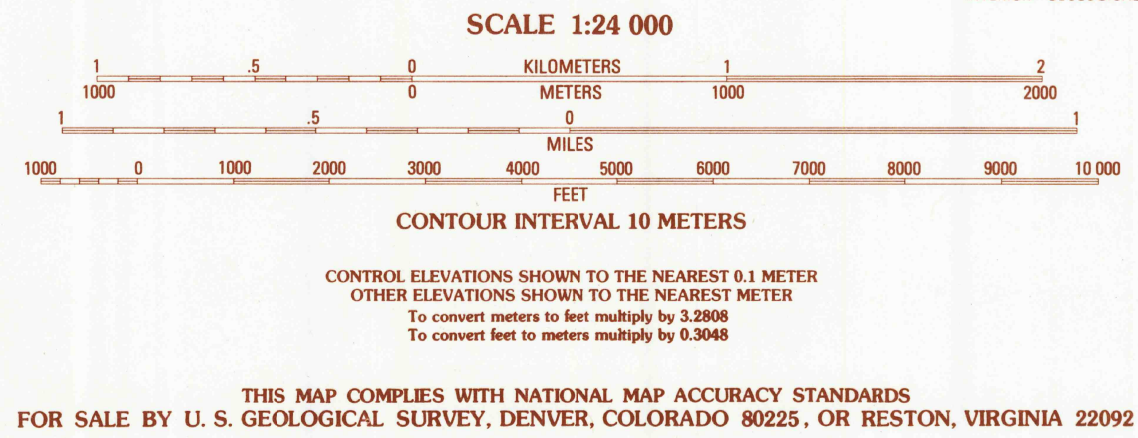 SCALE 1:24 000
1 .5 0 KILOMETERS 1 2
1000 0 METERS 1000 2000
1 .5 0 1
MILES
1000 0 1000 2000 3000 4000 5000 6000 7000 8000 9000 10 000
FEET
CONTOUR INTERVAL 10 METERS
CONTROL ELEVATIONS SHOWN TO THE NEAREST 0.1 METER
OTHER ELEVATIONS SHOWN TO THE NEAREST METER
To convert meters to feet multiply by 3.2808
To convert feet to meters multiply by 0.3048
THIS MAP COMPLIES WITH NATIONAL MAP ACCURACY STANDARDS
FOR SALE BY U. S. GEOLOGICAL SURVEY, DENVER, COLORADO 80225, OR RESTON, VIRGINIA 22092